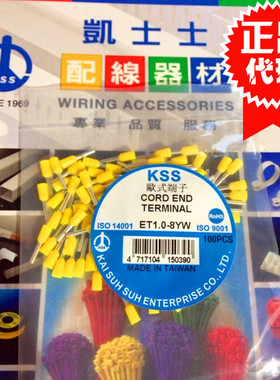 凱士士
正
KSS
SINCE 1969
配線器材
WIRING ACCESSORIES
專業 品質 服務
KSS
歐式端子
CORD END
TERMINAL
ISO 14001
ET1.0-8YW
RoHS
ISO 9001
100PCS
4 717104 150390
MADE IN TAIWAN
KAI SUH SUH ENTERPRISE CO., LTD.